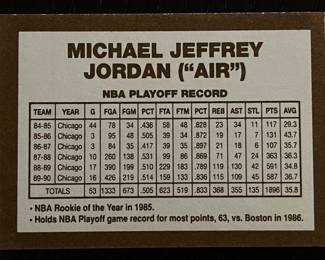 MICHAEL JEFFREY
JORDAN ("AIR")
NBA PLAYOFF RECORD
TEAM YEAR G FGA FGM PCT FTA FTM PCT REB AST STL PTS AVG
84-85 Chicago 44 78 34 .436 58 48 .828 23 34 11 117 29.3
85-86 Chicago 3 95 48 .505 39 34 .872 19 17 7 131 43.7
86-87 Chicago 3 84 35 .417 39 35 .897 21 18 6 107 35.7
87-88 Chicago 10 260 138 .531 99 86 .869 71 47 24 363 36.3
88-89 Chicago 17 390 199 .510 229 183 .789 119 130 42 591 34.8
89-90 Chicago 16 426 219 .514 159 133 .836 115 109 45 587 36.7
TOTALS 53 1333 673 .505 623 519 .833 368 355 135 1896 35.8
• NBA Rookie of the Year in 1985.
• Holds NBA Playoff game record for most points, 63, vs. Boston in 1986.